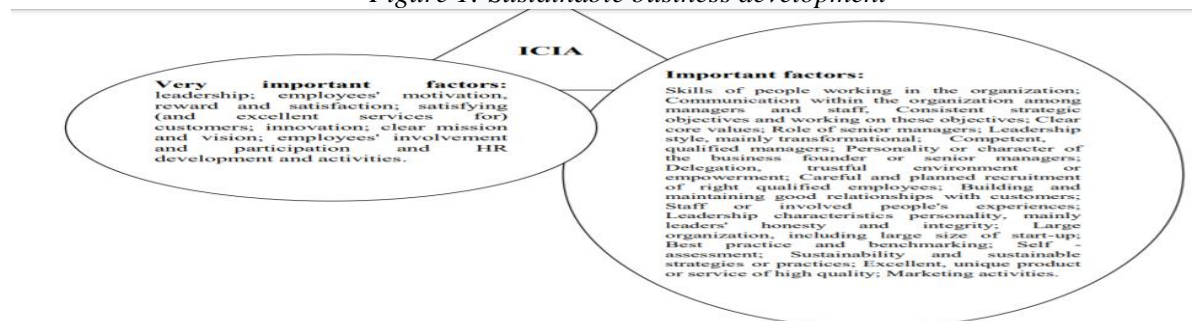 Figure 1: Sustainable business development
ICIA
Very important factors:
leadership; employees' motivation,
reward and satisfaction; satisfying
(and excellent services for)
customers; innovation; clear mission
and vision; employees' involvement
and participation and HR
development and activities.
Important factors:
Skills of people working in the organization;
Communication within the organization among
managers and staff, Consistent strategic
objectives and working on these objectives; Clear
core values; Role of senior managers; Leadership
style, mainly transformational; Competent,
qualified managers; Personality or character of
the business founder or senior managers;
Delegation, trustful environment or
empowerment; Careful and planned recruitment
of right qualified employees; Building and
maintaining good relationships with customers;
Staff or involved people's experiences;
Leadership characteristics personality, mainly
leaders' honesty and integrity; Large
organization, including large size of start-up;
Best practice and benchmarking; Self -
assessment; Sustainability and sustainable
strategies or practices; Excellent, unique product
or service of high quality; Marketing activities.